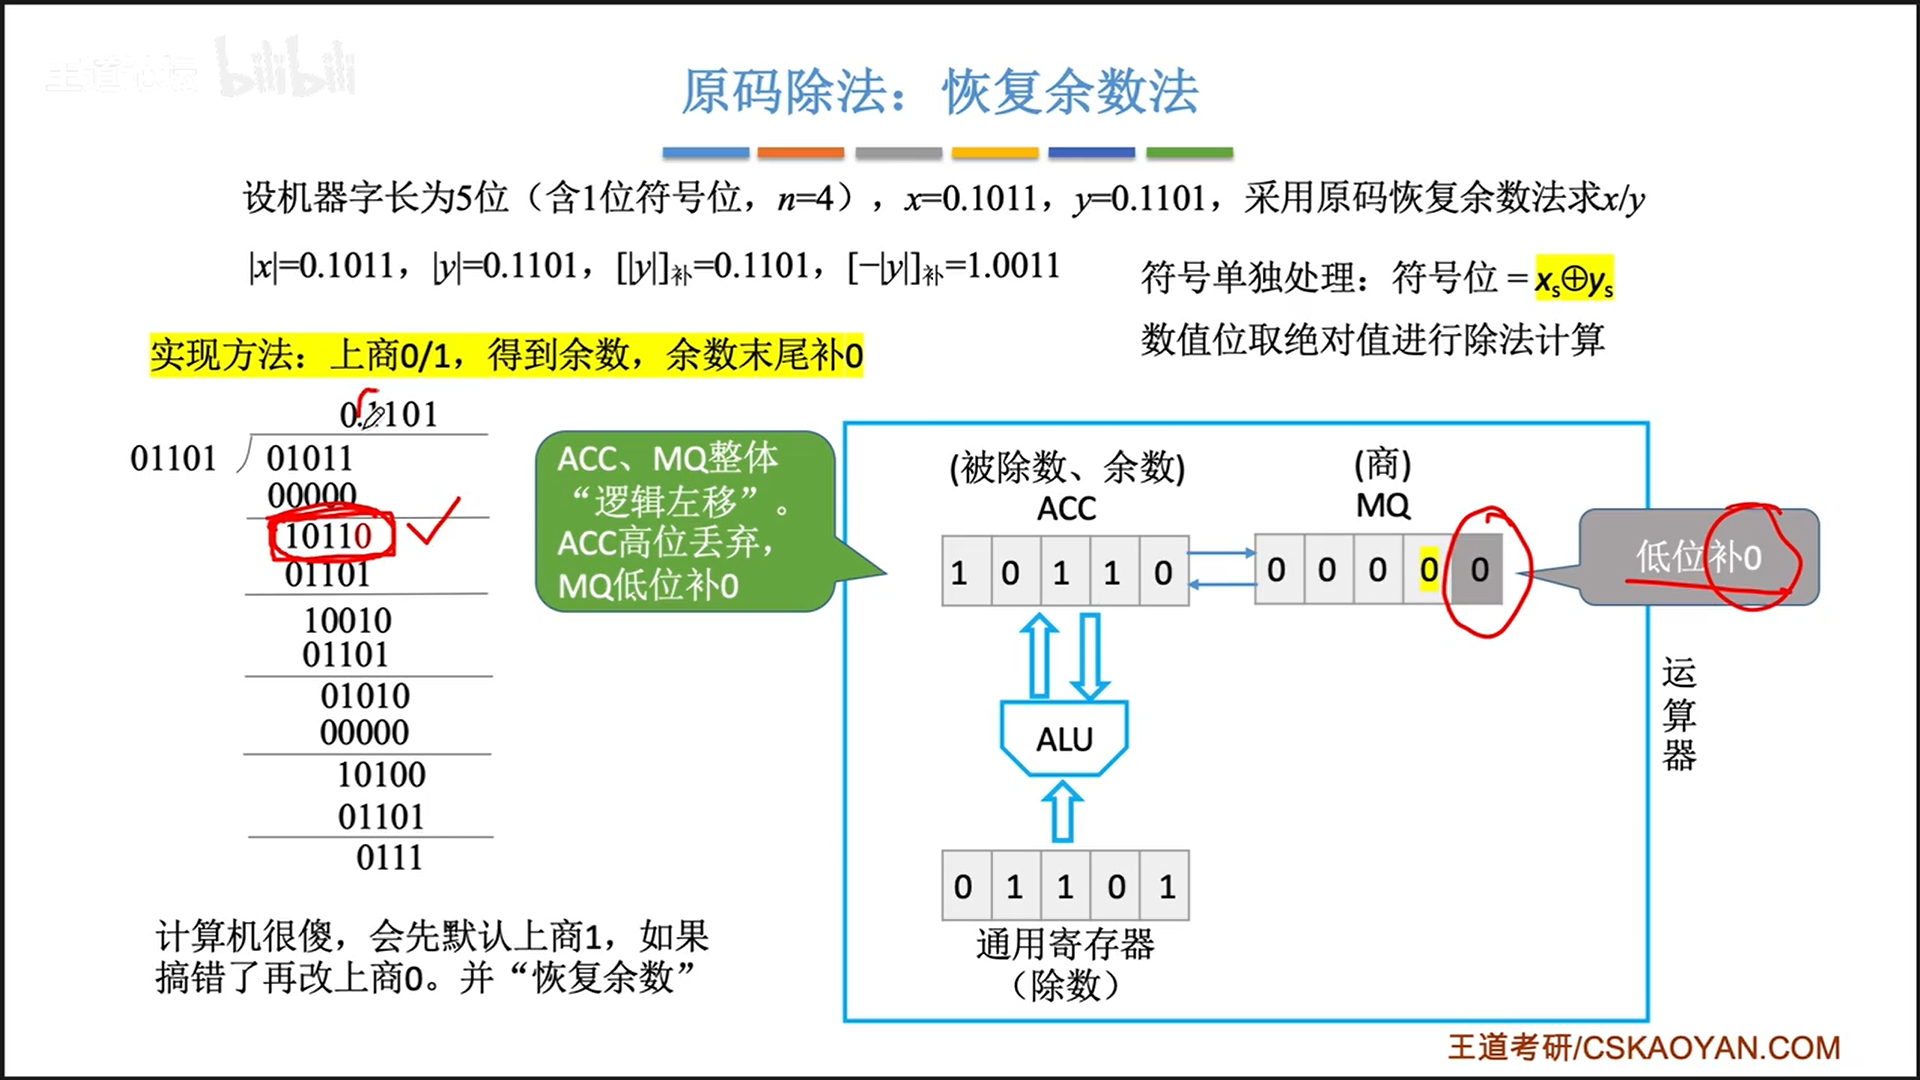 王道论坛 bilibili
原码除法：恢复余数法
设机器字长为5位（含1位符号位，n=4），x=0.1011，y=0.1101，采用原码恢复余数法求x/y
|x|=0.1011，|y|=0.1101，[|y|]补=0.1101，[−|y|]补=1.0011
符号单独处理：符号位 = xs⊕ys
数值位取绝对值进行除法计算
实现方法：上商0/1，得到余数，余数末尾补0
0.1101
01101
01011
00000
10110
01101
10010
01101
01010
00000
10100
01101
0111
计算机很傻，会先默认上商1，如果
搞错了再改上商0。并“恢复余数”
ACC、MQ整体
“逻辑左移”。
ACC高位丢弃，
MQ低位补0
(被除数、余数)
ACC
(商)
MQ
1 0 1 1 0
0 0 0 0 0
低位补0
ALU
0 1 1 0 1
通用寄存器
（除数）
运
算
器
王道考研/CSKAOYAN.COM